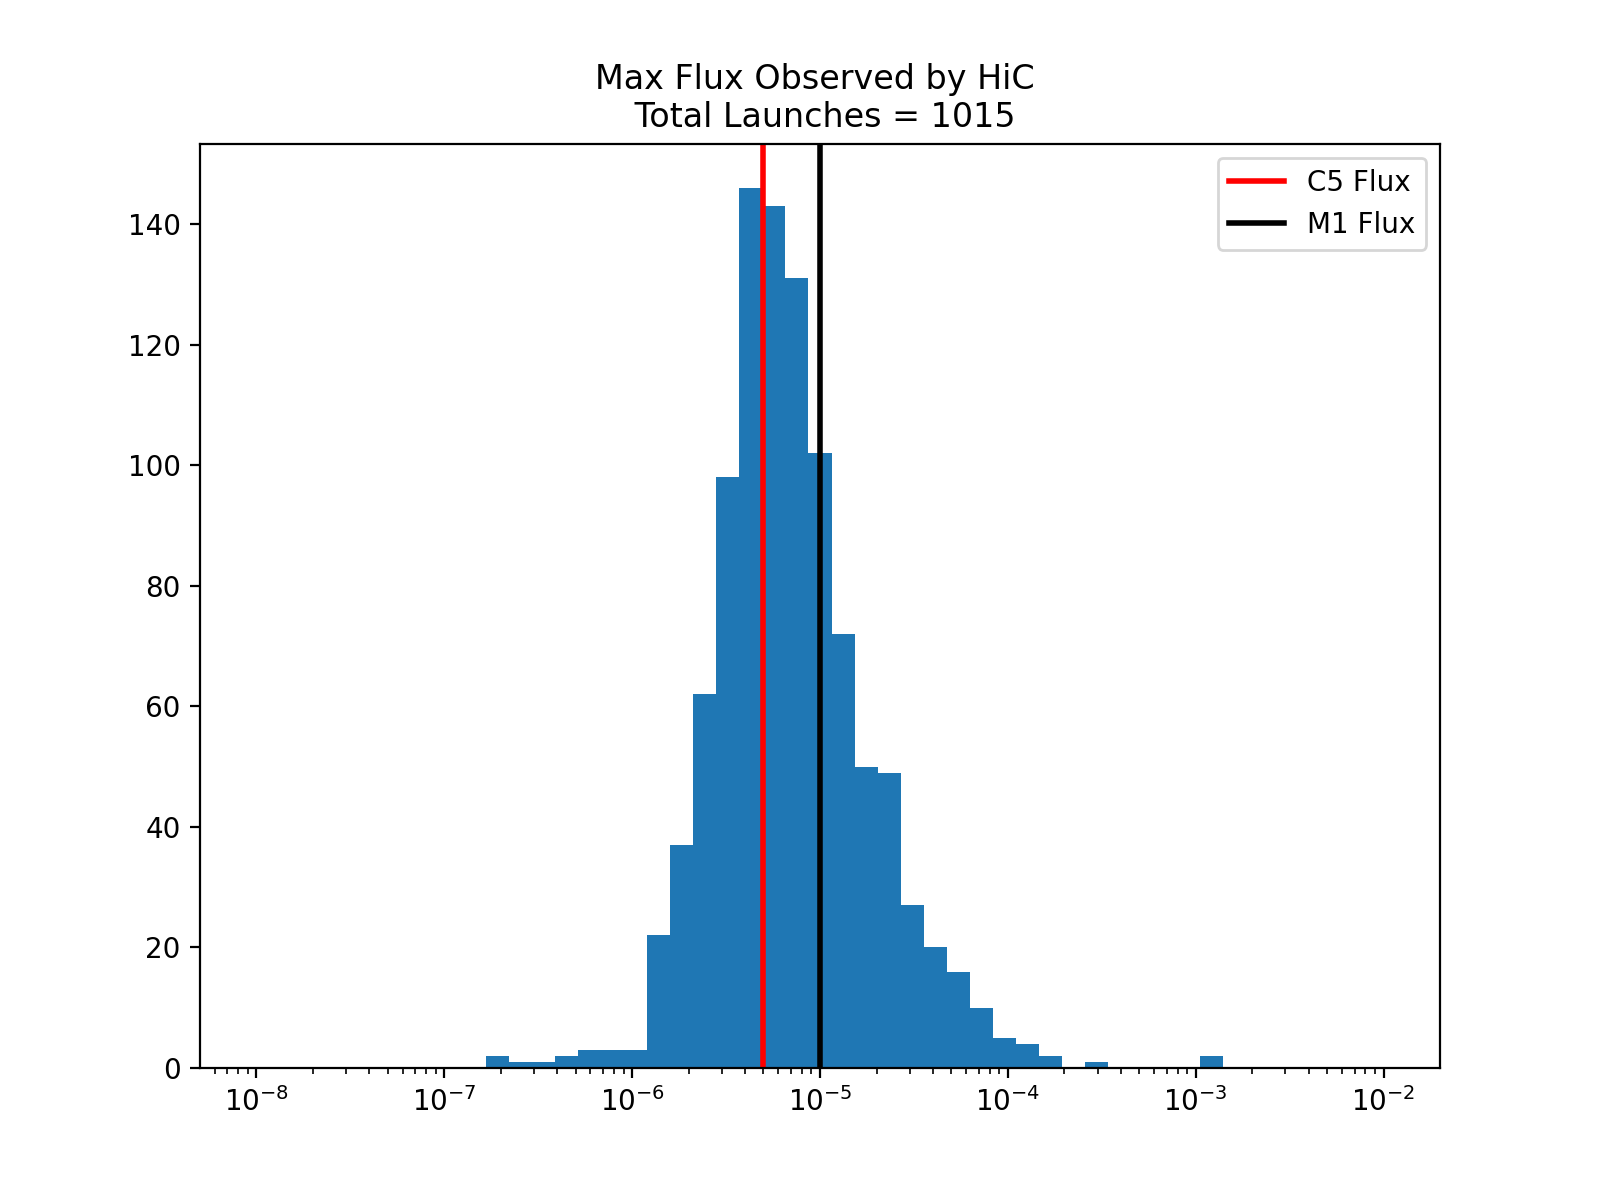 Max Flux Observed by HiC
Total Launches = 1015
C5 Flux
M1 Flux
140
120
100
80
60
40
20
0
10⁻⁸ 10⁻⁷ 10⁻⁶ 10⁻⁵ 10⁻⁴ 10⁻³ 10⁻²